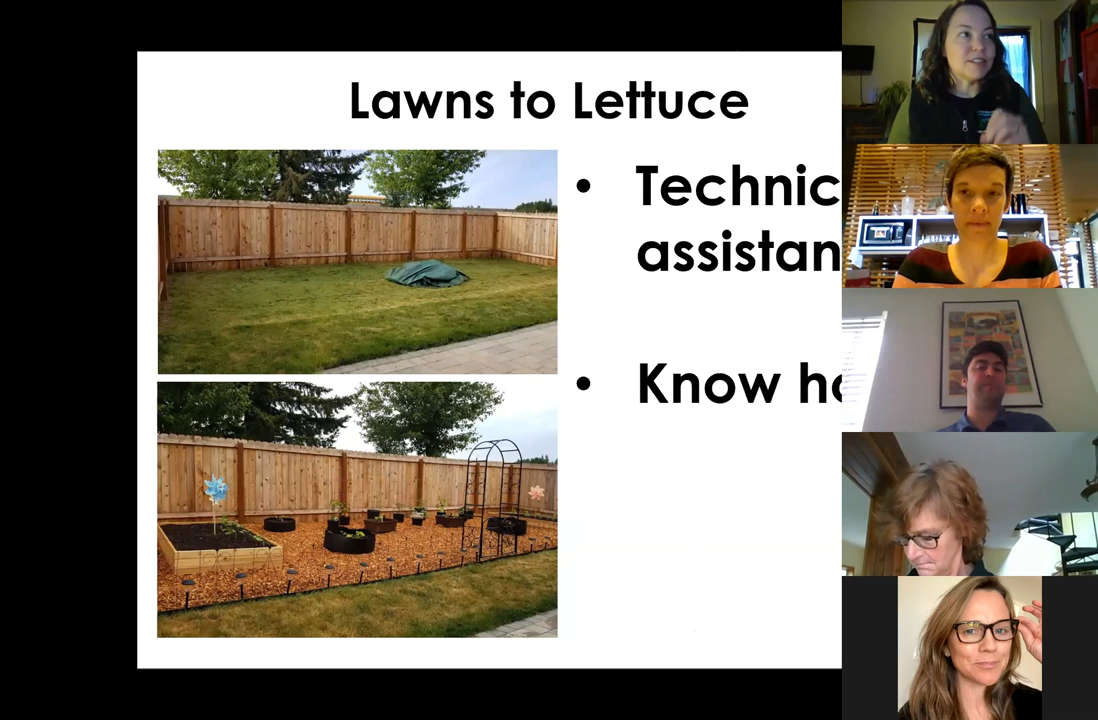 Lawns to Lettuce
• Technic
assistan
• Know ho